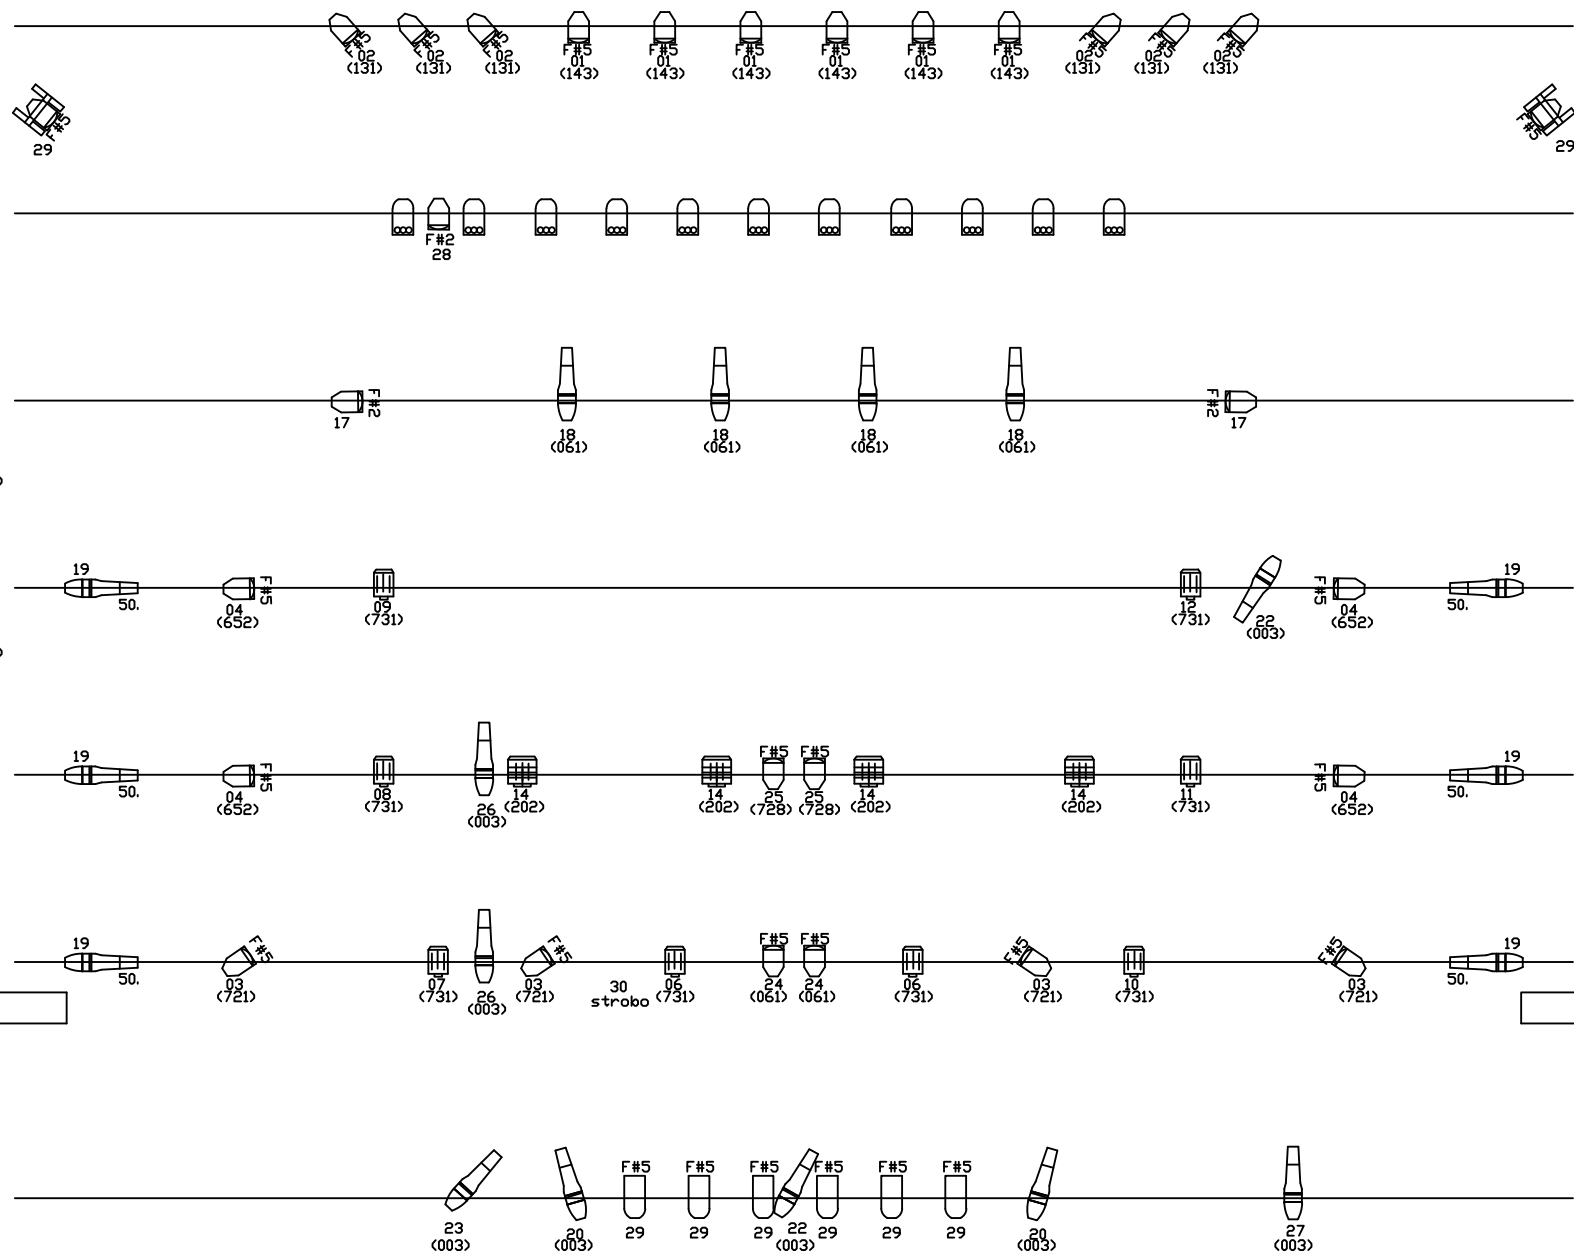 F#5 F#5 F#5 F#5 F#5 F#5 F#5 F#5 F#5 F#5 F#5 F#5
02 02 02 01 01 01 01 01 01 02 02 02
(131) (131) (131) (143) (143) (143) (143) (143) (143) (131) (131) (131)
F#5 F#5
29 29
F#2
28
F#2 F#2
17 17
18 18 18 18
(061) (061) (061) (061)
19 19
F#5 F#5
50. 50.
04 09 12 22 04
(652) (731) (731) (003) (652)
19 19
F#5 F#5 F#5 F#5
50. 50.
04 08 26 14 14 25 25 14 14 11 04
(652) (731) (003) (202) (202) (728) (728) (202) (202) (731) (652)
19 19
F#5 F#5 F#5 F#5 F#5 F#5
50. 50.
03 07 26 03 30 06 24 24 06 03 10 03
(721) (731) (003) (721) strobo (731) (061) (061) (731) (721) (731) (721)
F#5 F#5 F#5 F#5 F#5 F#5
23 20 29 29 29 22 29 29 29 20 27
(003) (003) (003) (003) (003)